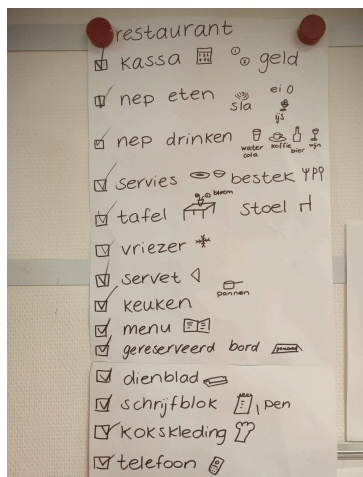 restaurant
kassa geld
nep eten sla ei ijs
nep drinken water cola koffie bier wijn
servies bestek
tafel bloem stoel
vriezer
servet
pannen
keuken
menu
gereserveerd bord
dienblad
schrijfblok, pen
kokskleding
telefoon